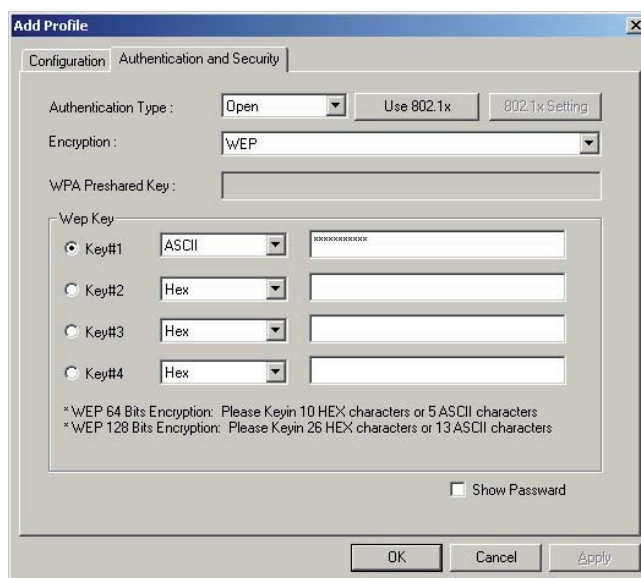 Add Profile
Configuration Authentication and Security
Authentication Type : Open Use 802.1x 802.1x Setting
Encryption : WEP
WPA Preshared Key :
Wep Key
Key#1 ASCII ***********
Key#2 Hex
Key#3 Hex
Key#4 Hex
* WEP 64 Bits Encryption: Please Keyin 10 HEX characters or 5 ASCII characters
* WEP 128 Bits Encryption: Please Keyin 26 HEX characters or 13 ASCII characters
Show Passward
OK Cancel Apply